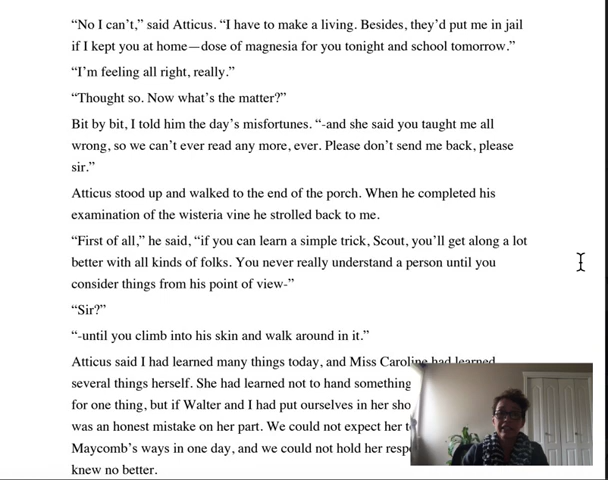 “No I can’t,” said Atticus. “I have to make a living. Besides, they’d put me in jail
if I kept you at home—dose of magnesia for you tonight and school tomorrow.”
“I’m feeling all right, really.”
“Thought so. Now what’s the matter?”
Bit by bit, I told him the day’s misfortunes. “-and she said you taught me all
wrong, so we can’t ever read any more, ever. Please don’t send me back, please
sir.”
Atticus stood up and walked to the end of the porch. When he completed his
examination of the wisteria vine he strolled back to me.
“First of all,” he said, “if you can learn a simple trick, Scout, you’ll get along a lot
better with all kinds of folks. You never really understand a person until you
consider things from his point of view-”
“Sir?”
“-until you climb into his skin and walk around in it.”
Atticus said I had learned many things today, and Miss Caroline had learned
several things herself. She had learned not to hand something
for one thing, but if Walter and I had put ourselves in her
was an honest mistake on her part. We could not expect her
Maycomb’s ways in one day, and we could not hold her
knew no better.